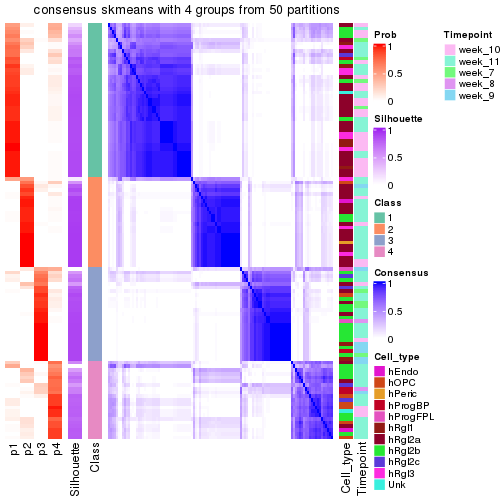 consensus skmeans with 4 groups from 50 partitions
Prob
0.5
0
Silhouette
1
0.5
0
Class
1
2
3
4
Consensus
1
0.5
0
Cell_type
hEndo
hOPC
hPeric
hProgBP
hProgFPL
hRgl1
hRgl2a
hRgl2b
hRgl2c
hRgl3
Unk
Timepoint
week_10
week_11
week_7
week_8
week_9
p1
p2
p3
p4
Silhouette
Class
Cell_type
Timepoint